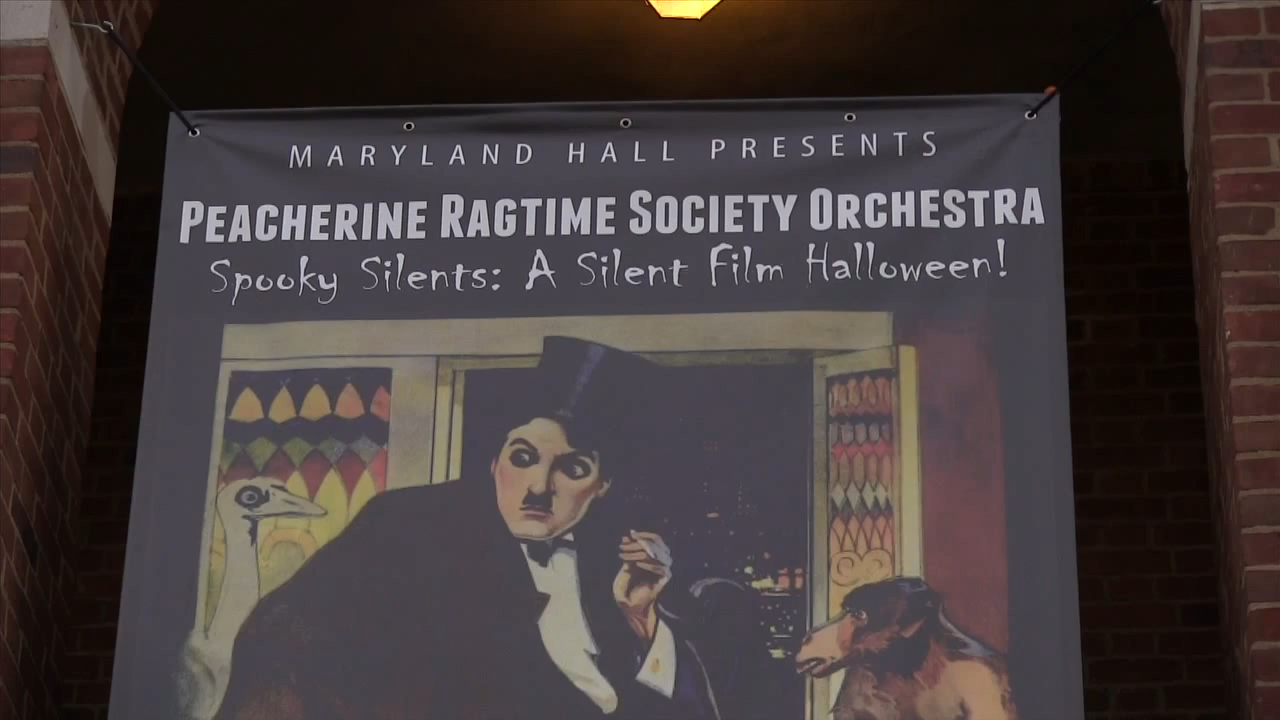 MARYLAND HALL PRESENTS
PEACHERINE RAGTIME SOCIETY ORCHESTRA
Spooky Silents: A Silent Film Halloween!